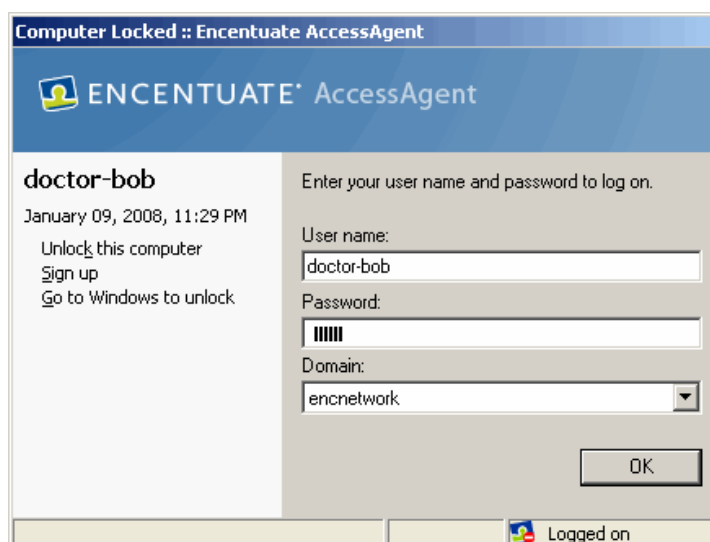 Computer Locked :: Encentuate AccessAgent
ENCENTUATE AccessAgent
doctor-bob
January 09, 2008, 11:29 PM
Unlock this computer
Sign up
Go to Windows to unlock
Enter your user name and password to log on.
User name:
doctor-bob
Password:
Domain:
encnetwork
OK
Logged on